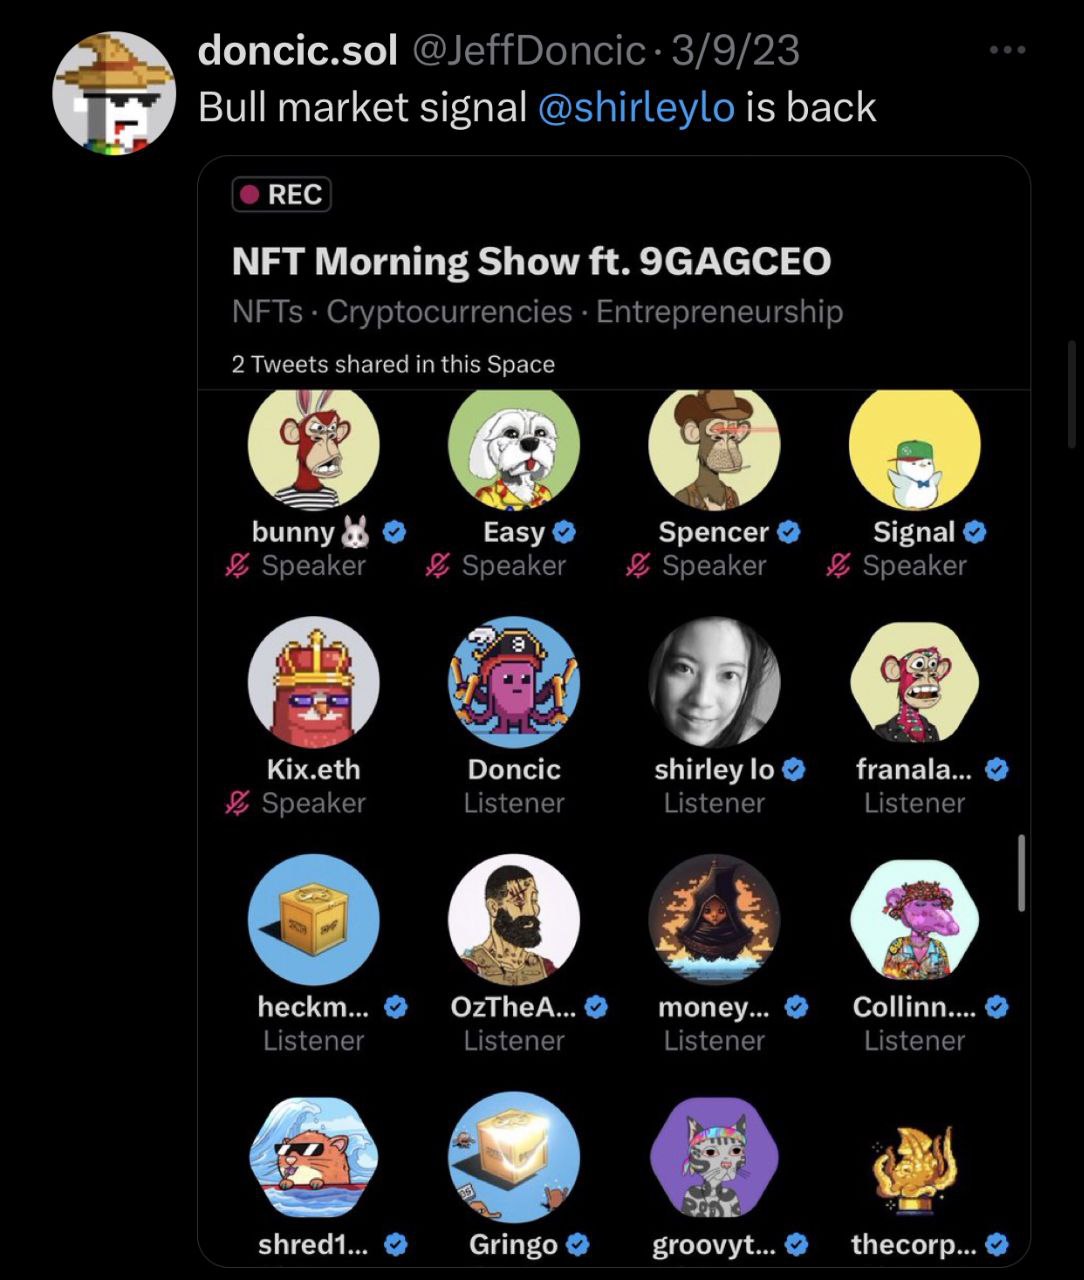 doncic.sol @JeffDoncic · 3/9/23
Bull market signal @shirleylo is back
REC
NFT Morning Show ft. 9GAGCEO
NFTs · Cryptocurrencies · Entrepreneurship
2 Tweets shared in this Space
bunny🐰 Easy Spencer Signal
Speaker Speaker Speaker Speaker
Kix.eth Doncic shirley lo franala...
Speaker Listener Listener Listener
heckm... OzTheA... money... Collinn....
Listener Listener Listener Listener
shred1... Gringo groovyt... thecorp...